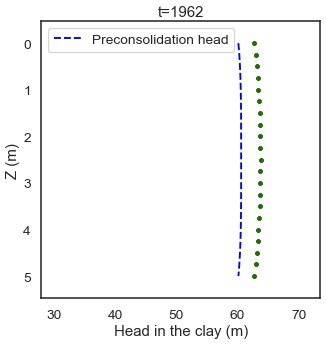 t=1962
Preconsolidation head
0
1
2
3
4
5
Z (m)
30 40 50 60 70
Head in the clay (m)